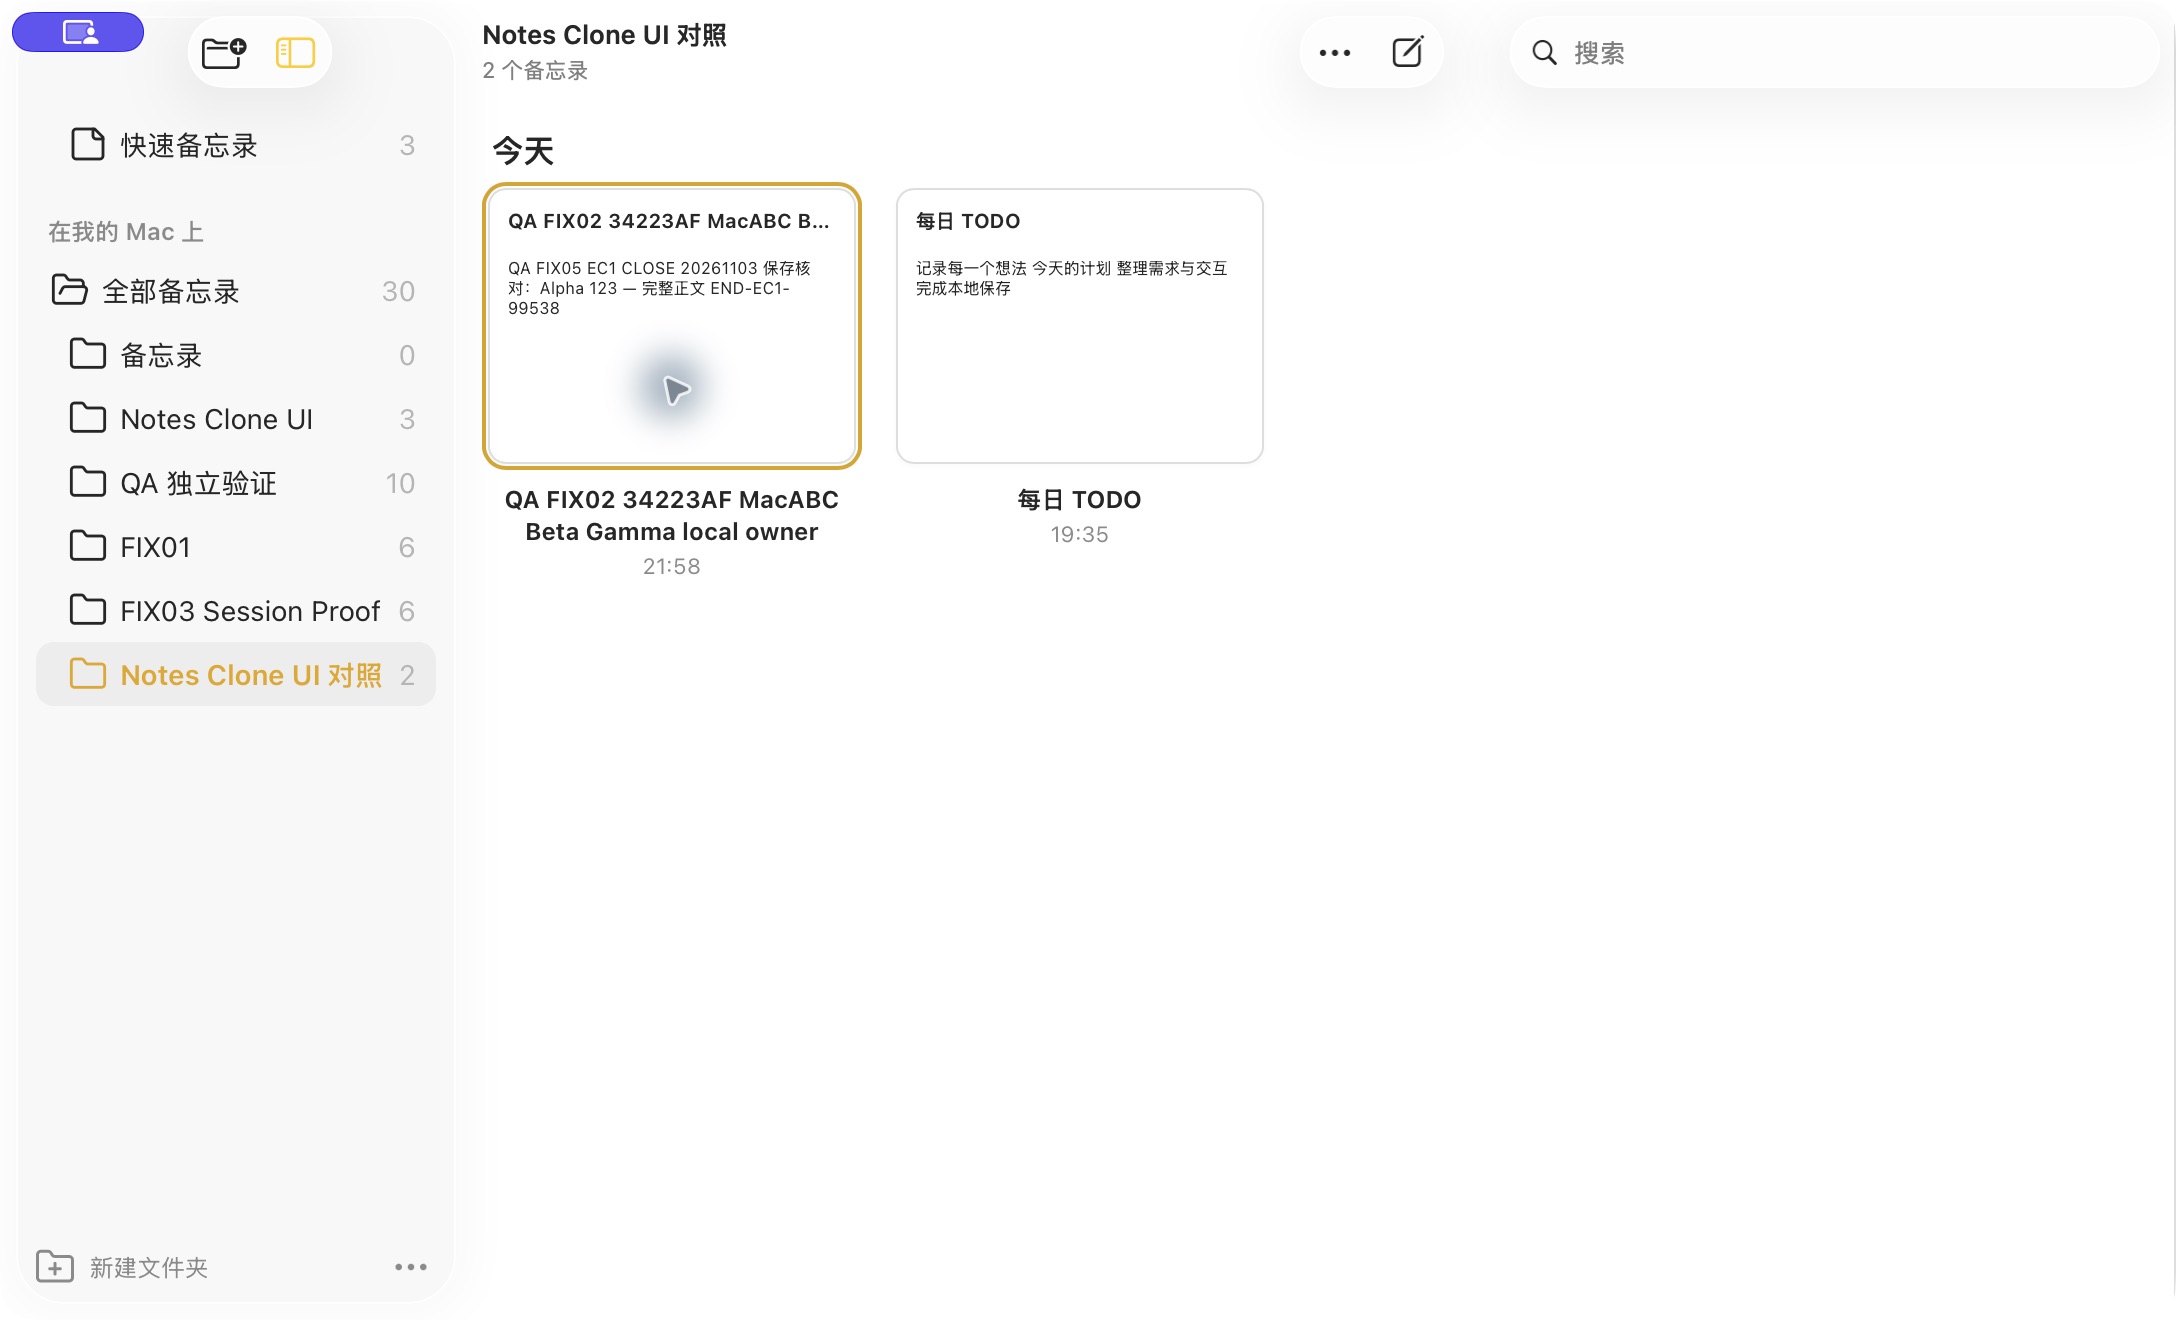 快速备忘录 3
在我的 Mac 上
全部备忘录 30
备忘录 0
Notes Clone UI 3
QA 独立验证 10
FIX01 6
FIX03 Session Proof 6
Notes Clone UI 对照 2
新建文件夹
Notes Clone UI 对照
2 个备忘录
搜索
今天
QA FIX02 34223AF MacABC B...
QA FIX05 EC1 CLOSE 20261103 保存核
对：Alpha 123 — 完整正文 END-EC1-
99538
QA FIX02 34223AF MacABC
Beta Gamma local owner
21:58
每日 TODO
记录每一个想法 今天的计划 整理需求与交互
完成本地保存
每日 TODO
19:35